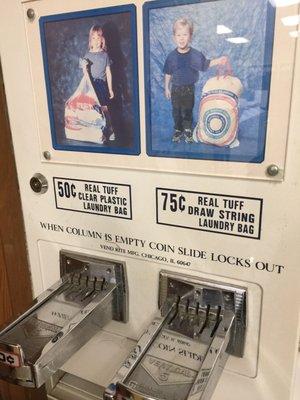 50¢ REAL TUFF
CLEAR PLASTIC
LAUNDRY BAG
75¢ REAL TUFF
DRAW STRING
LAUNDRY BAG
WHEN COLUMN IS EMPTY COIN SLIDE LOCKS OUT
VEND-RITE MFG. CHICAGO, IL 60647